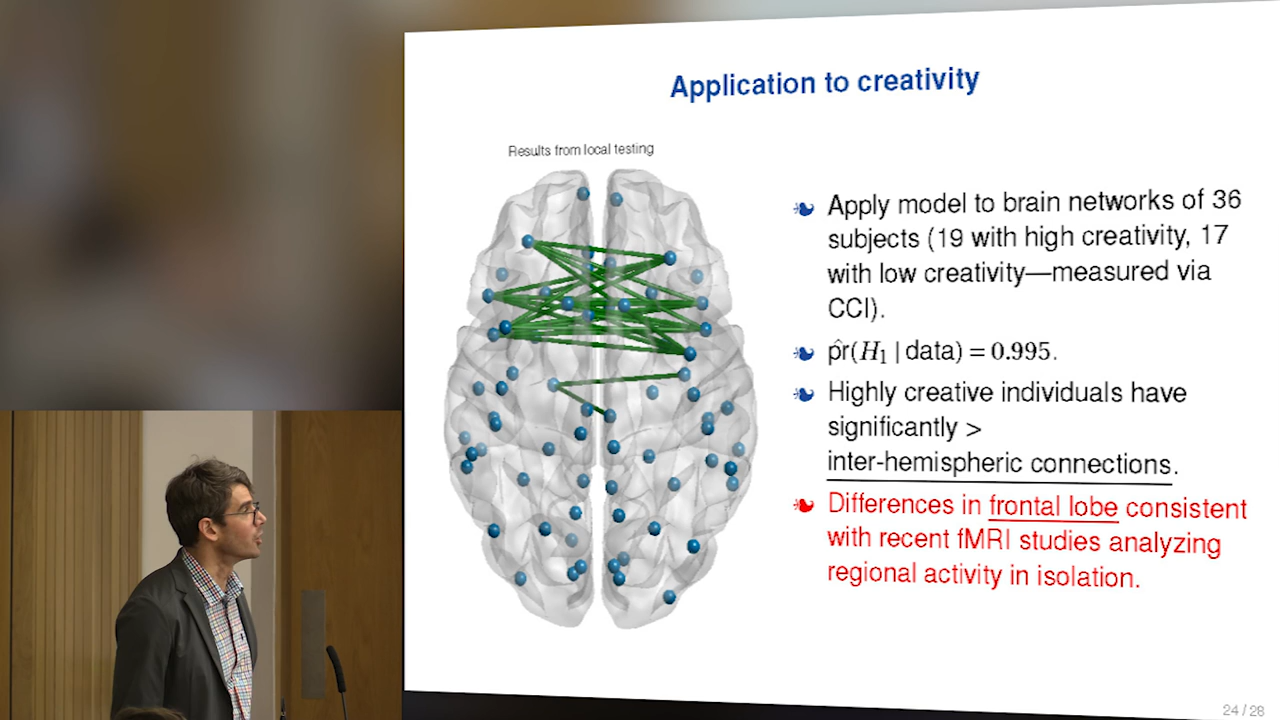 Application to creativity
Results from local testing
Apply model to brain networks of 36
subjects (19 with high creativity, 17
with low creativity—measured via
CCI).
p̂r(H₁ | data) = 0.995.
Highly creative individuals have
significantly >
inter-hemispheric connections.
Differences in frontal lobe consistent
with recent fMRI studies analyzing
regional activity in isolation.
24 / 28